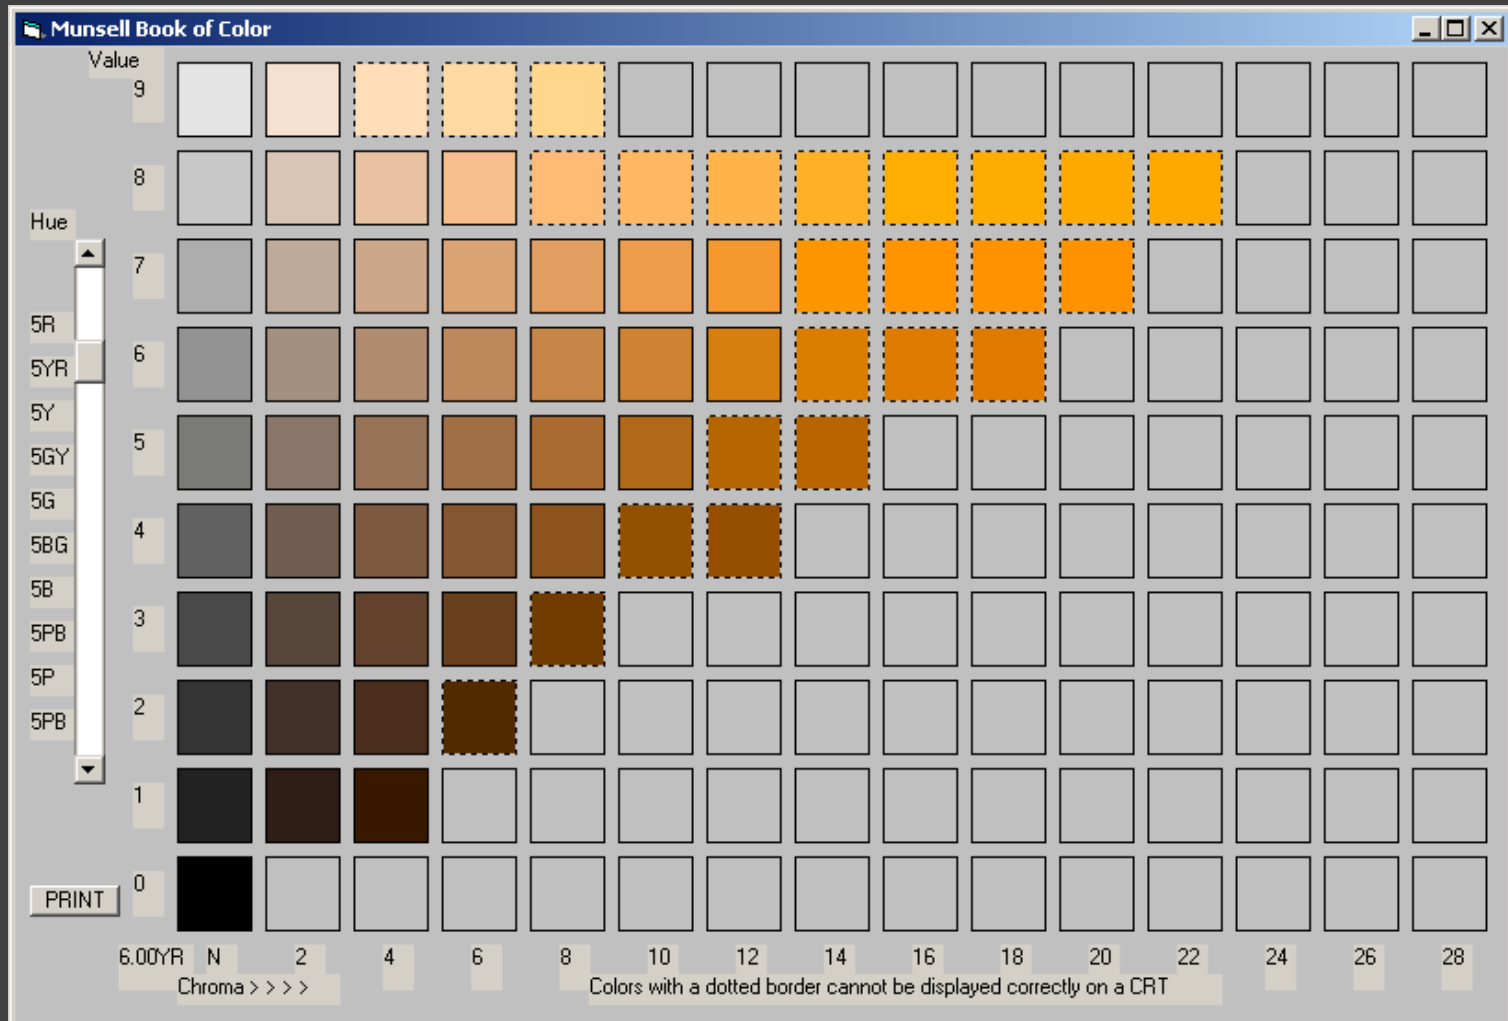 Munsell Book of Color
Value
9
8
Hue
7
5R
6
5YR
5Y
5
5GY
5G
4
5BG
5B
3
5PB
5P
2
5PB
1
0
PRINT
6.00YR N 2 4 6 8 10 12 14 16 18 20 22 24 26 28
Chroma > > > > Colors with a dotted border cannot be displayed correctly on a CRT